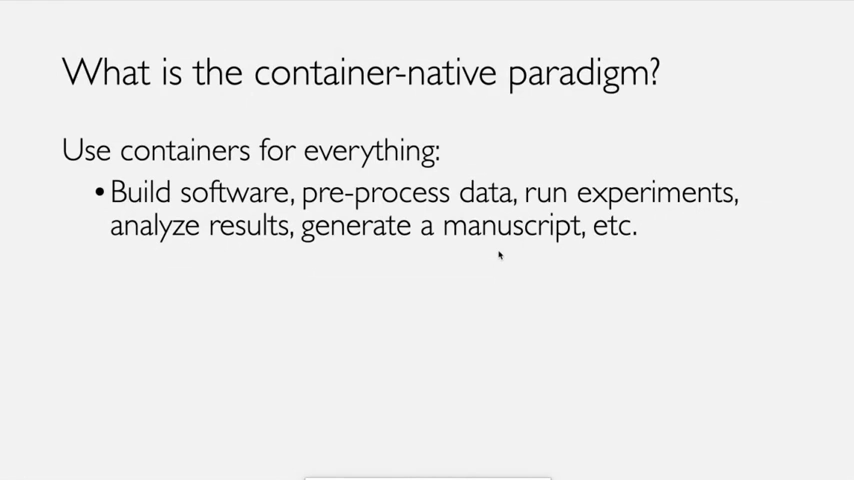 What is the container-native paradigm?
Use containers for everything:
•Build software, pre-process data, run experiments,
analyze results, generate a manuscript, etc.